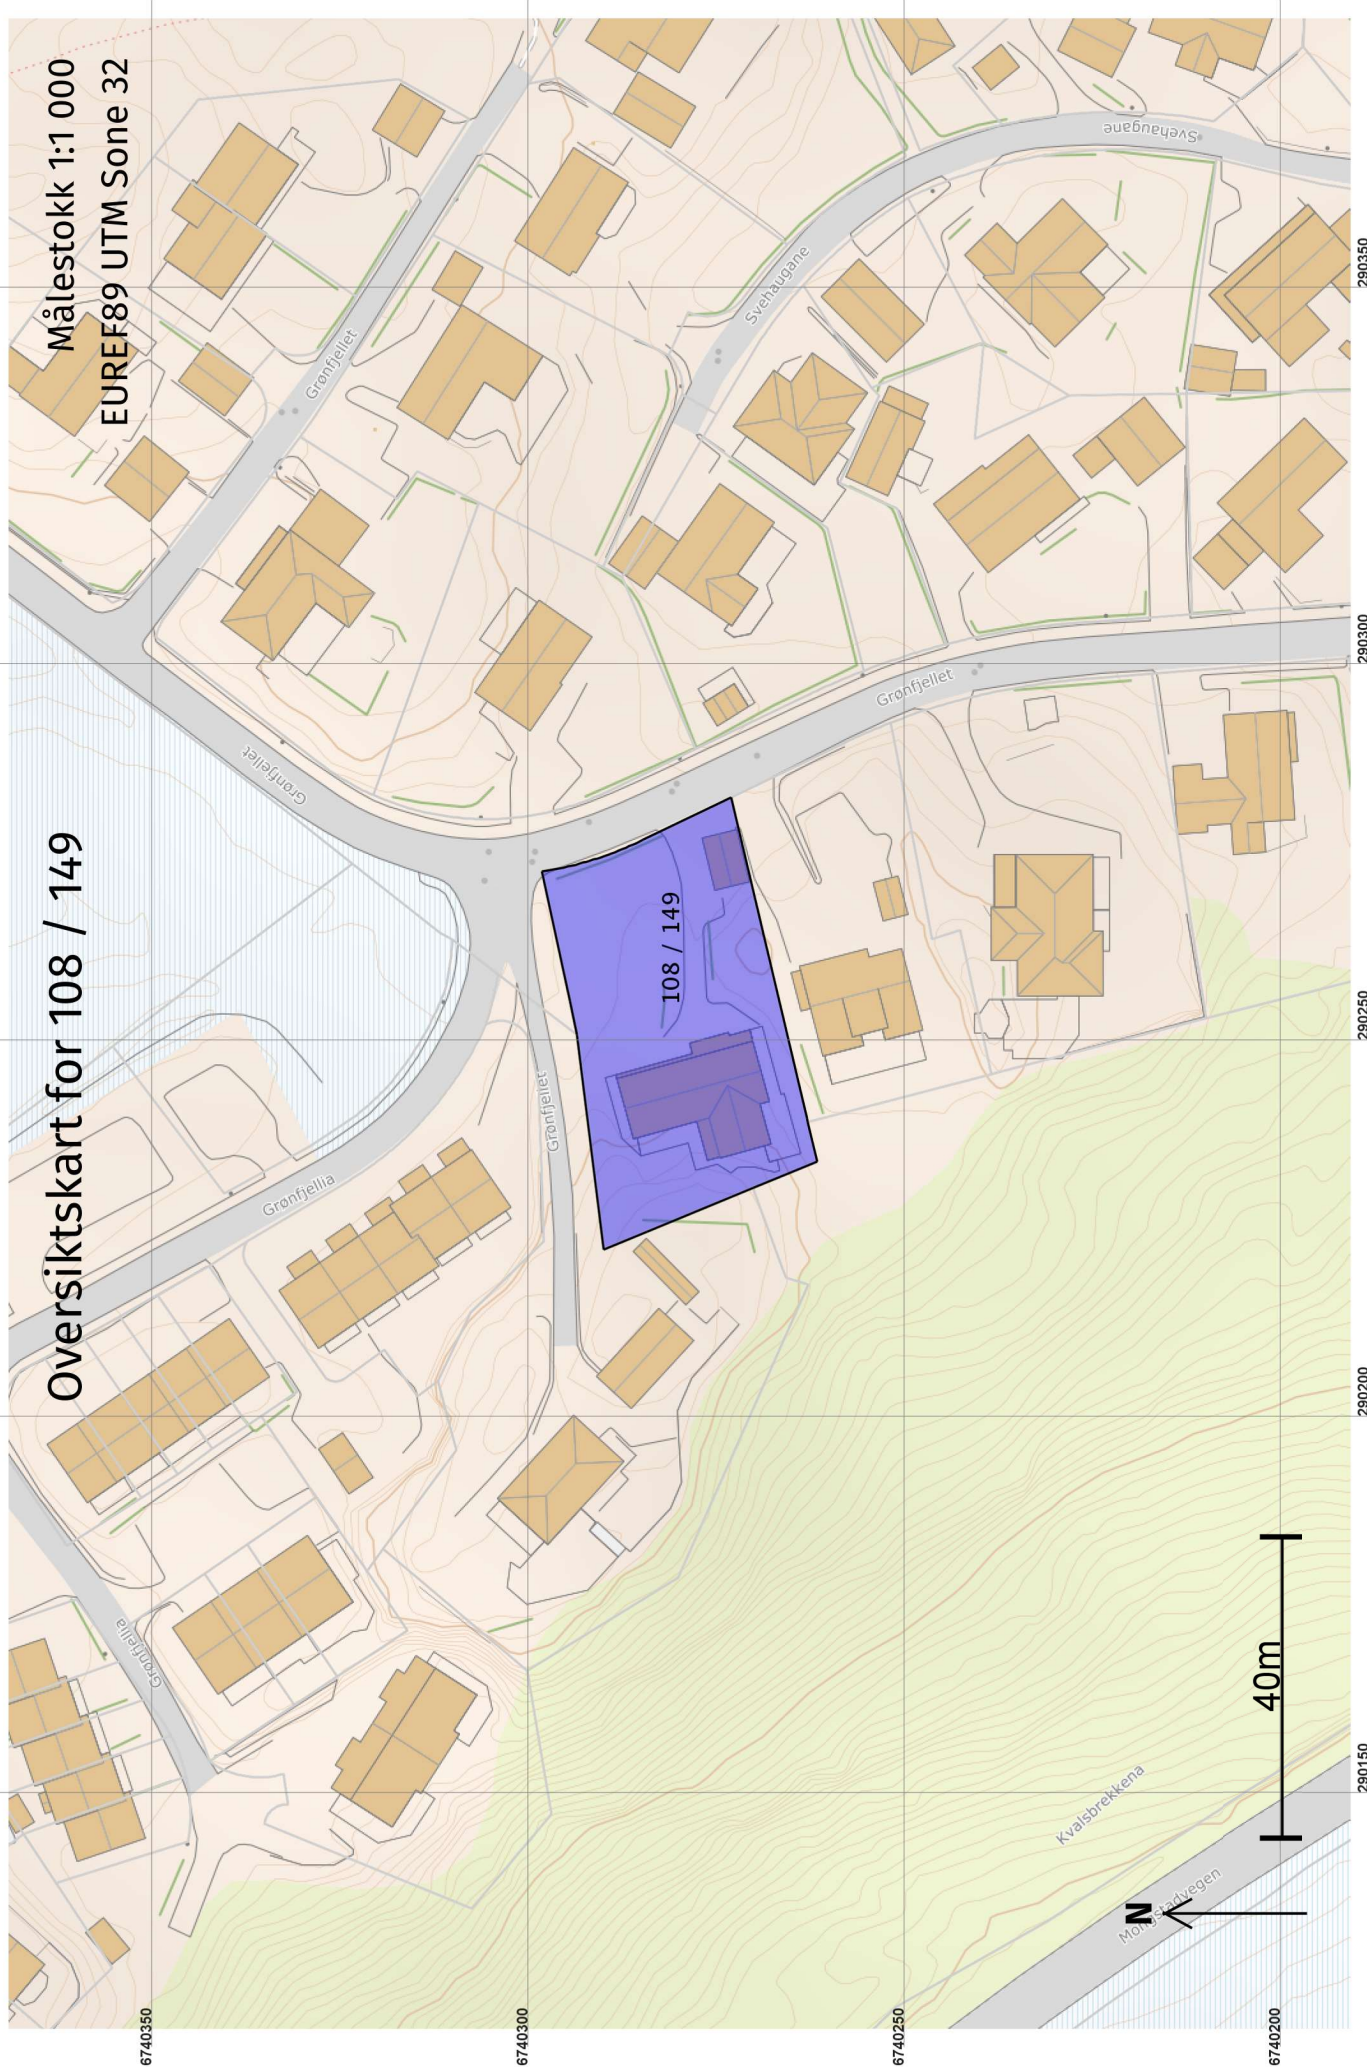 Oversiktskart for 108 / 149
Målestokk 1:1 000
EUREF89 UTM Sone 32
Grønfjellia
Grønfjellia
Grønfjellet
Grønfjellet
Grønfjellet
Grønfjellet
Svehaugane
Svehaugane
108 / 149
Kvalsbrekkena
Mongstadvegen
N
40m
6740350
6740300
6740250
6740200
290150
290200
290250
290300
290350